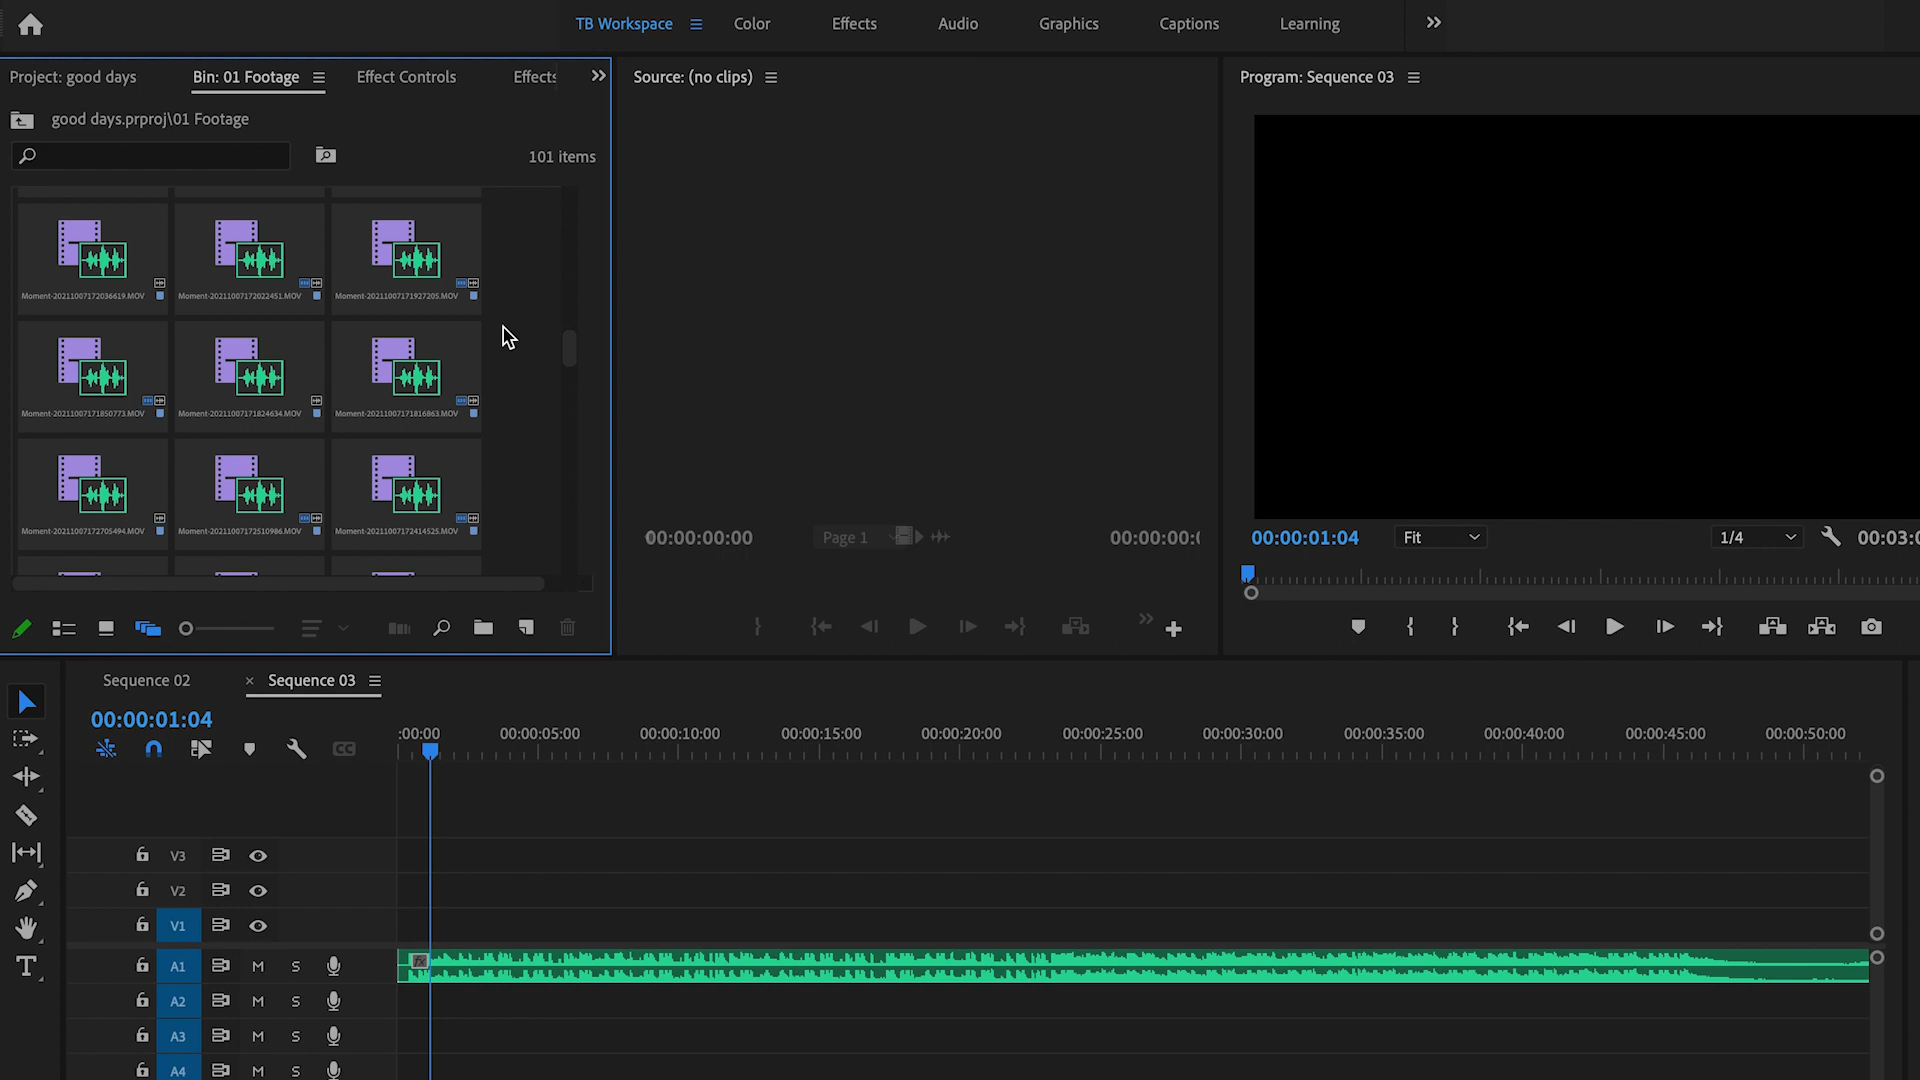 TB Workspace Color Effects Audio Graphics Captions Learning
Project: good days Bin: 01 Footage Effect Controls Effects
Source: (no clips)
Program: Sequence 03
good days.prproj\01 Footage
101 items
Moment-20211007172036619.MOV Moment-20211007172022451.MOV Moment-20211007171927205.MOV
Moment-20211007171850773.MOV Moment-20211007171824634.MOV Moment-20211007171816863.MOV
Moment-20211007172705494.MOV Moment-20211007172510986.MOV Moment-20211007172414525.MOV
00:00:00:00 Page 1 00:00:00:0
00:00:01:04 Fit 1/4 00:03:0
Sequence 02 Sequence 03
00:00:01:04
:00:00 00:00:05:00 00:00:10:00 00:00:15:00 00:00:20:00 00:00:25:00 00:00:30:00 00:00:35:00 00:00:40:00 00:00:45:00 00:00:50:00
CC
V3
V2
V1
A1 M S fx
A2 M S
A3 M S
A4 M S